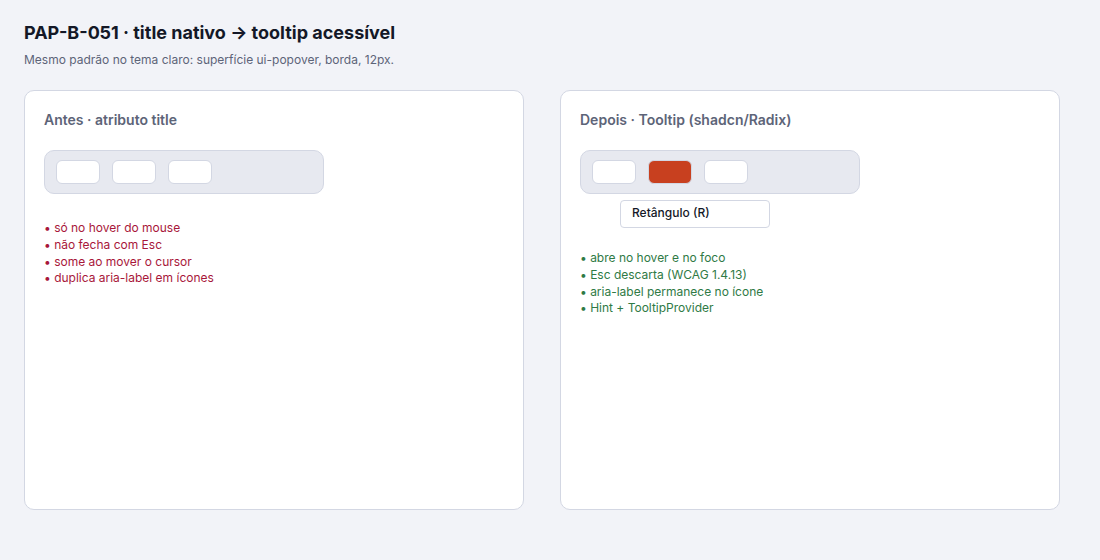 PAP-B-051 · title nativo → tooltip acessível
Mesmo padrão no tema claro: superfície ui-popover, borda, 12px.
Antes · atributo title
• só no hover do mouse
• não fecha com Esc
• some ao mover o cursor
• duplica aria-label em ícones
Depois · Tooltip (shadcn/Radix)
Retângulo (R)
• abre no hover e no foco
• Esc descarta (WCAG 1.4.13)
• aria-label permanece no ícone
• Hint + TooltipProvider